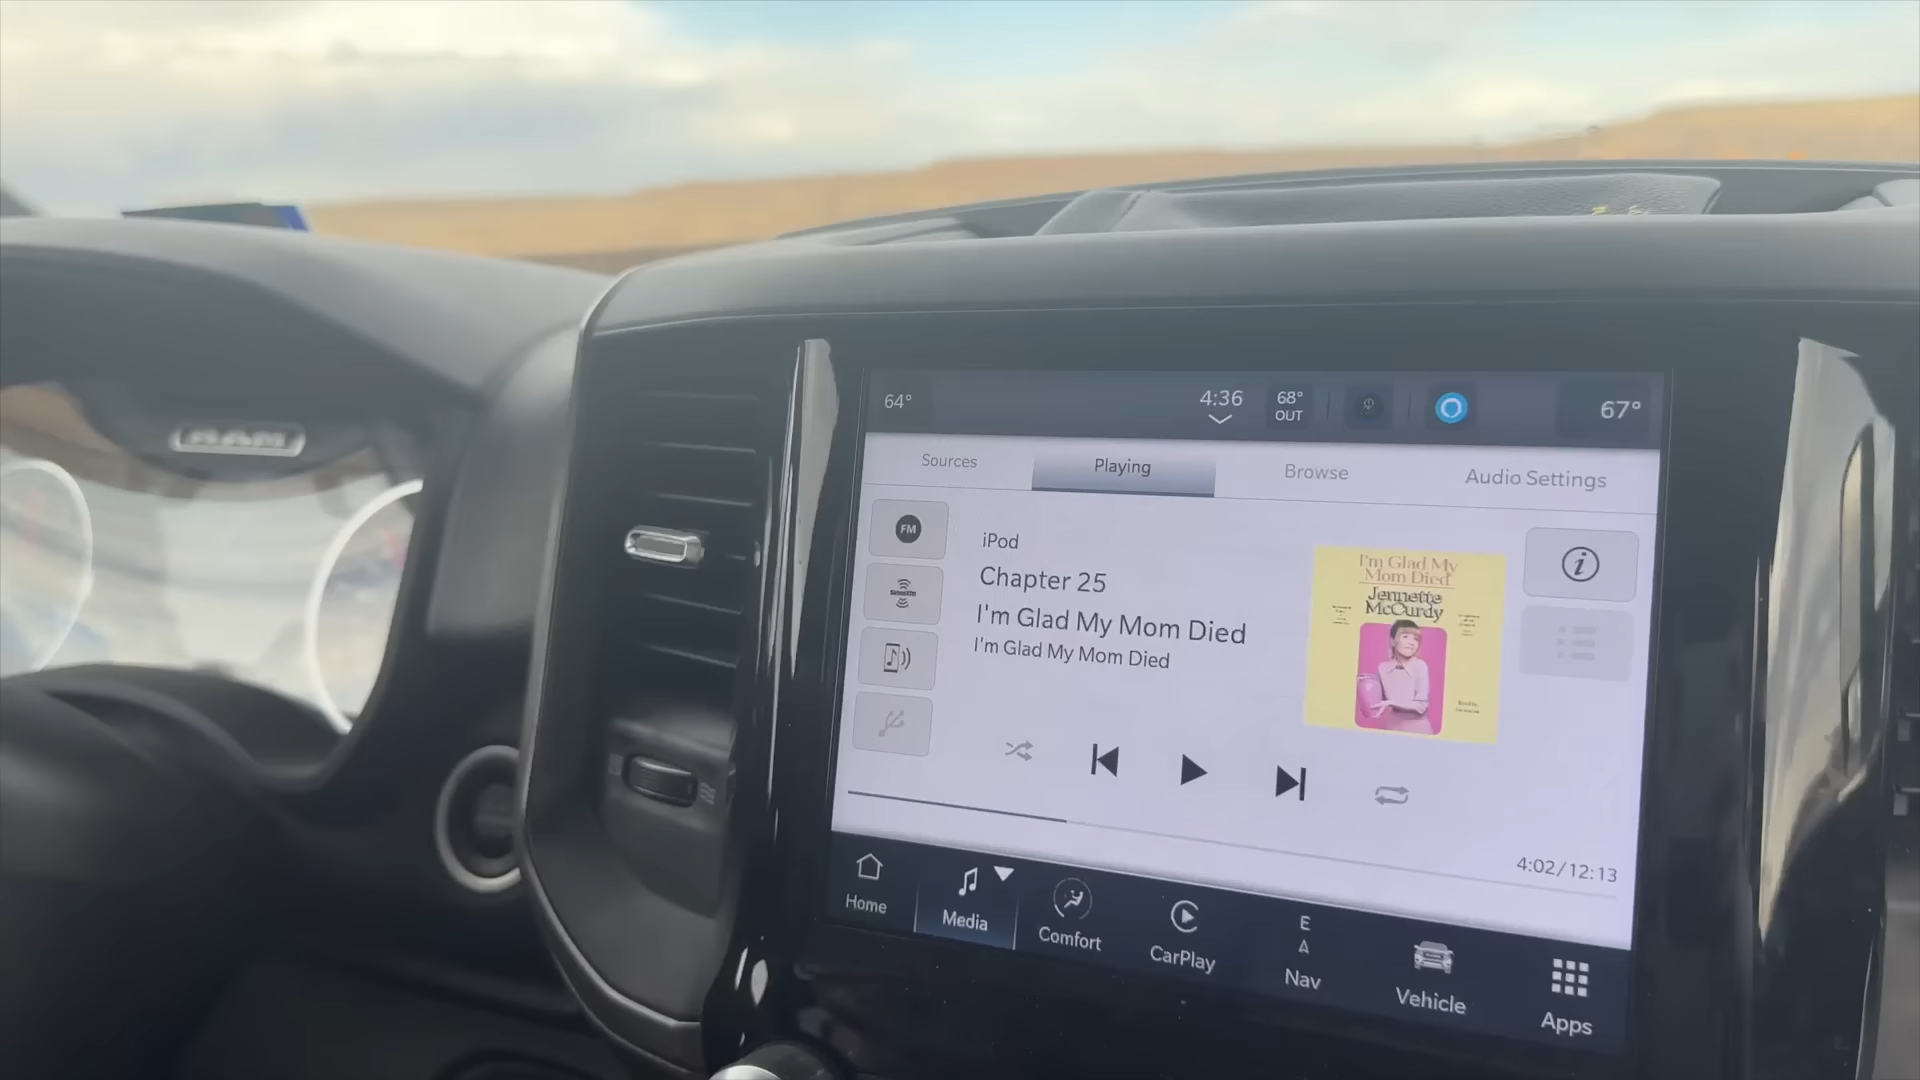 RAM
64°
4:36
68°
OUT
67°
Sources
Playing
Browse
Audio Settings
FM
SiriusXM
iPod
Chapter 25
I'm Glad My Mom Died
I'm Glad My Mom Died
I'm Glad My
Mom Died
Jennette
McCurdy
4:02/12:13
Home
Media
Comfort
CarPlay
E
Nav
Vehicle
Apps